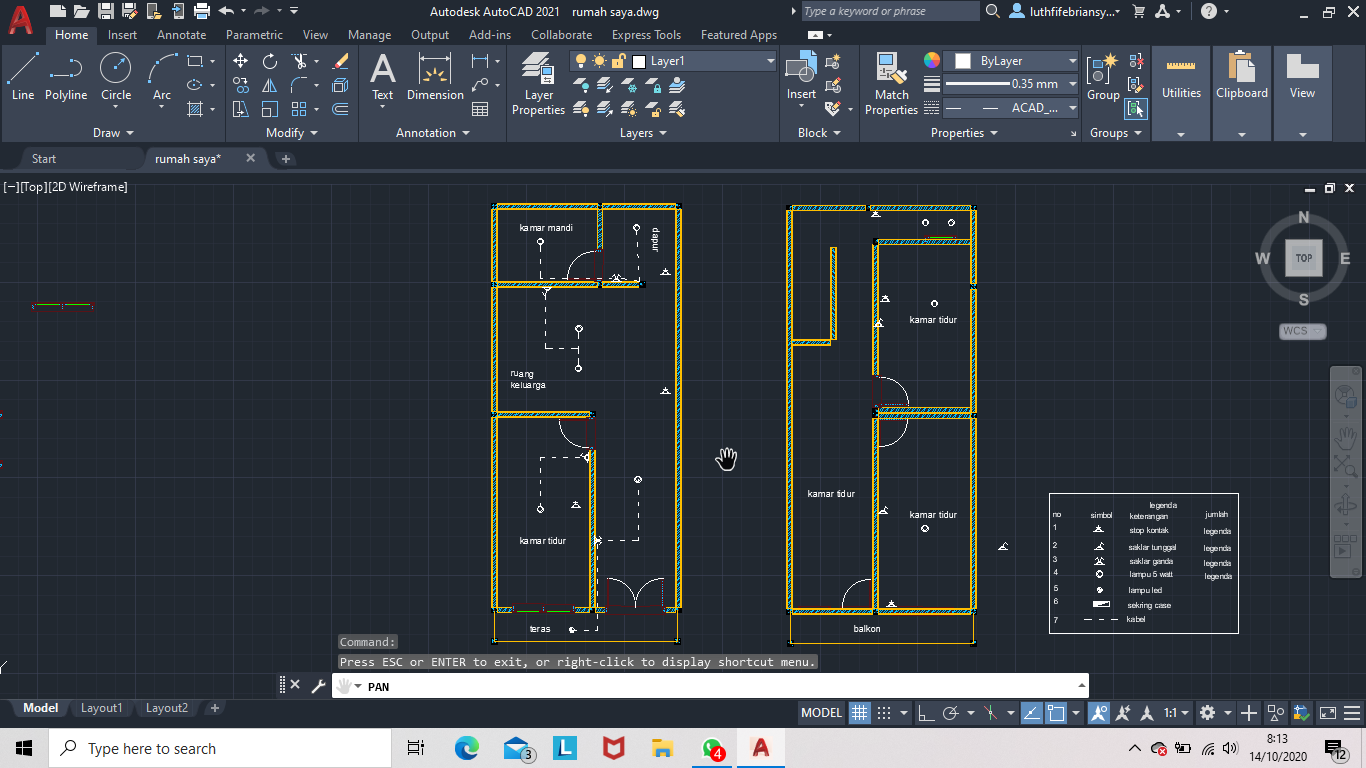 Autodesk AutoCAD 2021 rumah saya.dwg
Type a keyword or phrase
luthfifebriansy...
Home Insert Annotate Parametric View Manage Output Add-ins Collaborate Express Tools Featured Apps
Line Polyline Circle Arc
Text Dimension
Layer Properties
Layer1
Insert
Match Properties
ByLayer
0.35 mm
ACAD_...
Group
Utilities
Clipboard
View
Draw Modify Annotation Layers Block Properties Groups
Start rumah saya*
[−][Top][2D Wireframe]
N
W TOP E
S
WCS
kamar mandi
dapur
ruang
keluarga
kamar tidur
teras
kamar tidur
kamar tidur
kamar tidur
balkon
legenda
no simbol keterangan jumlah
1 stop kontak legenda
2 saklar tunggal legenda
3 saklar ganda legenda
4 lampu 5 watt legenda
5 lampu led
6 sekring case
7 kabel
Command:
Press ESC or ENTER to exit, or right-click to display shortcut menu.
PAN
Model Layout1 Layout2
MODEL 1:1
Type here to search
3
L
4
A
8:13
14/10/2020
12